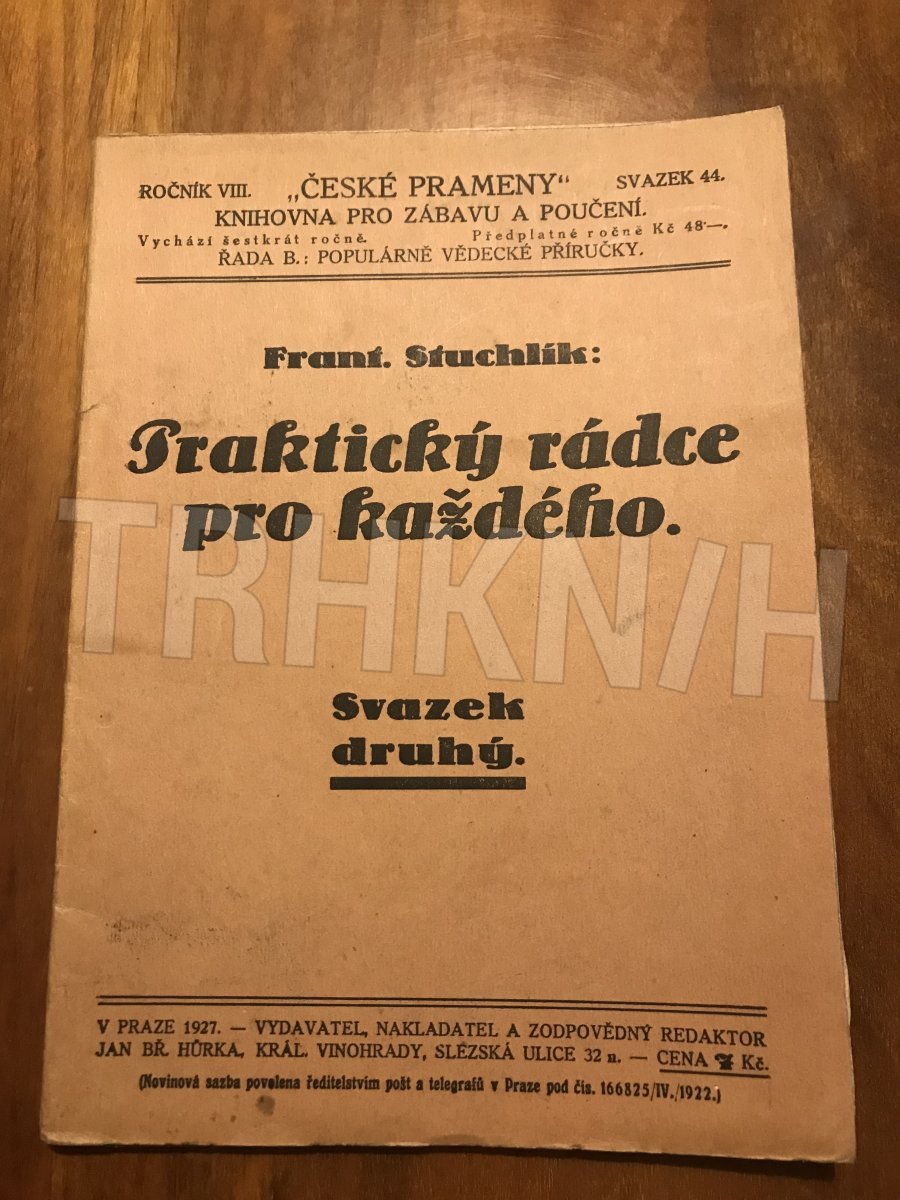 ROČNÍK VIII. „ČESKÉ PRAMENY“ SVAZEK 44.
KNIHOVNA PRO ZÁBAVU A POUČENÍ.
Vychází šestkrát ročně. Předplatné ročně Kč 48·—.
ŘADA B.: POPULÁRNĚ VĚDECKÉ PŘÍRUČKY.
Frant. Stuchlík:
Praktický rádce
pro každého.
TRHKNIH
Svazek
druhý.
V PRAZE 1927. — VYDAVATEL, NAKLADATEL A ZODPOVĚDNÝ REDAKTOR
JAN BŘ. HŮRKA, KRÁL. VINOHRADY, SLEZSKÁ ULICE 32 n. — CENA Kč.
(Novinová sazba povolena ředitelstvím pošt a telegrafů v Praze pod čís. 166825/IV./1922.)